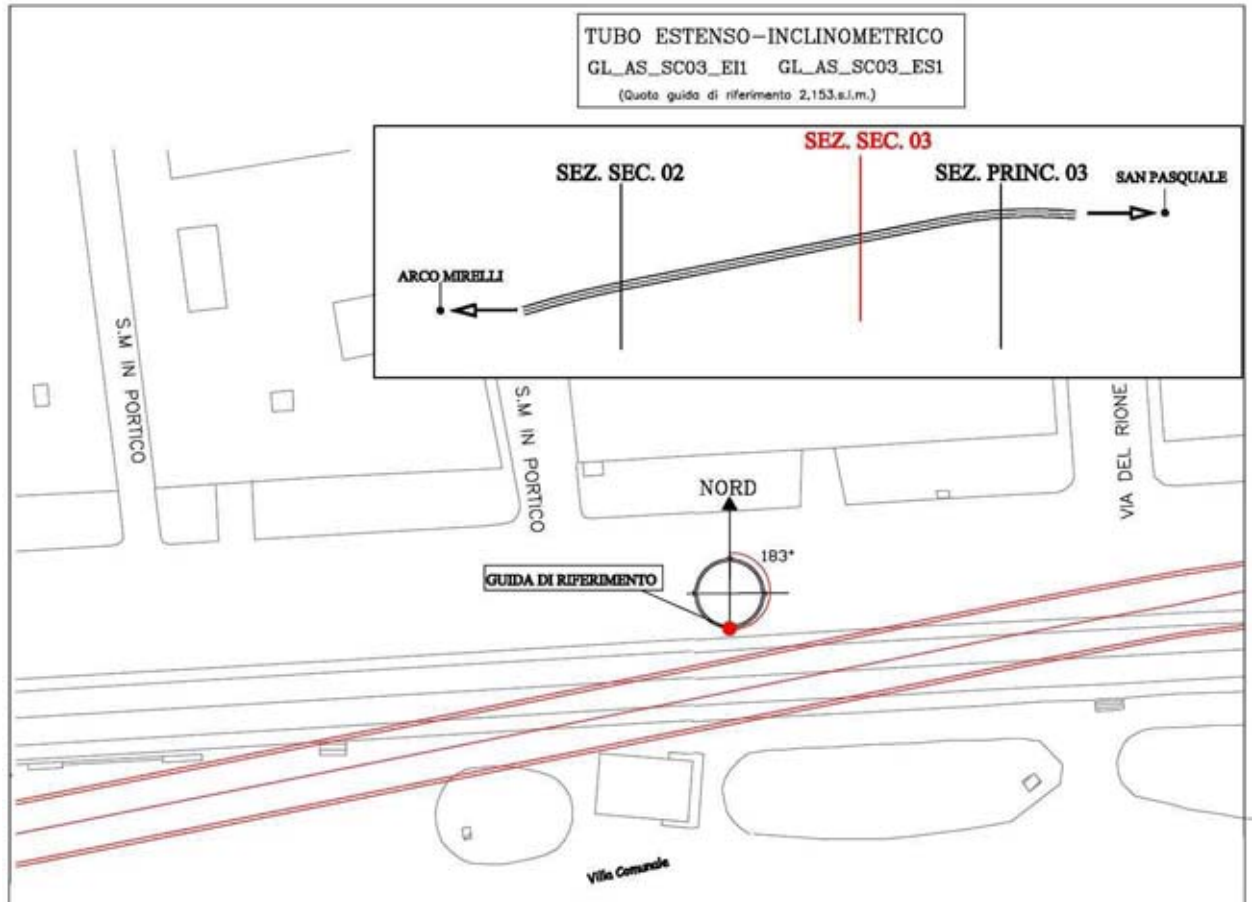 TUBO ESTENSO-INCLINOMETRICO
GL_AS_SC03_EI1 GL_AS_SC03_ES1
(Quota guida di riferimento 2,153.s.l.m.)
SEZ. SEC. 03
SEZ. SEC. 02
SEZ. PRINC. 03
SAN PASQUALE
ARCO MIRELLI
S.M IN PORTICO
S.M IN PORTICO
VIA DEL RIONE
NORD
183°
GUIDA DI RIFERIMENTO
Villa Comunale